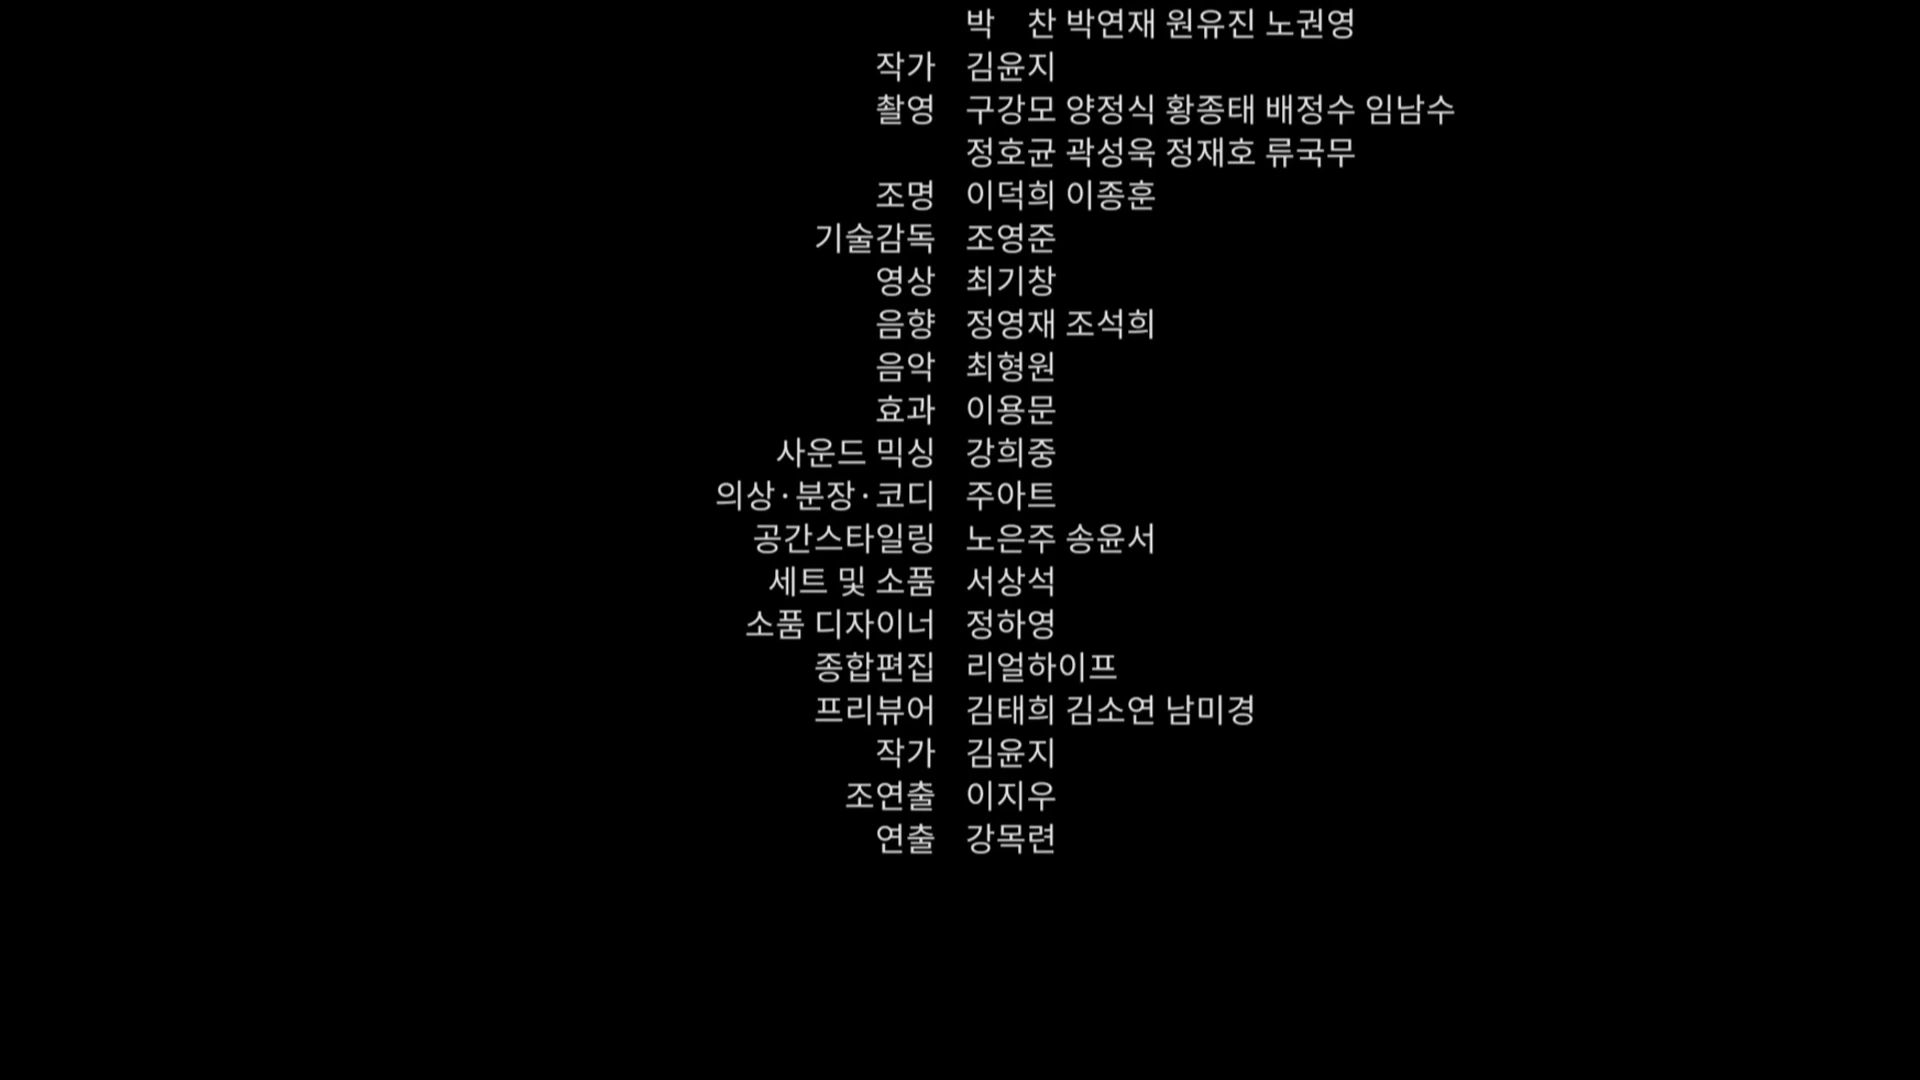 박 찬 박연재 원유진 노권영
작가 김윤지
촬영 구강모 양정식 황종태 배정수 임남수
정호균 곽성욱 정재호 류국무
조명 이덕희 이종훈
기술감독 조영준
영상 최기창
음향 정영재 조석희
음악 최형원
효과 이용문
사운드 믹싱 강희중
의상·분장·코디 주아트
공간스타일링 노은주 송윤서
세트 및 소품 서상석
소품 디자이너 정하영
종합편집 리얼하이프
프리뷰어 김태희 김소연 남미경
작가 김윤지
조연출 이지우
연출 강목련